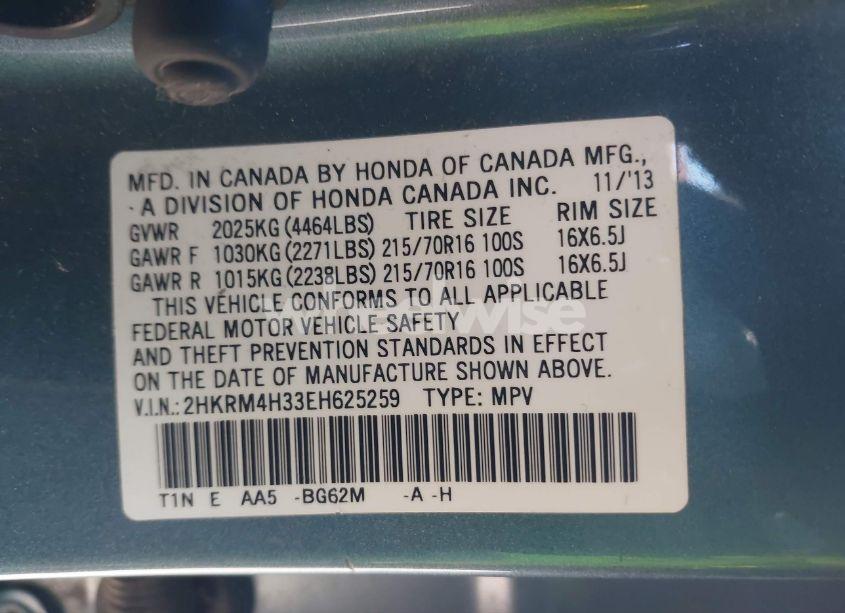 MFD. IN CANADA BY HONDA OF CANADA MFG.,
- A DIVISION OF HONDA CANADA INC. 11/'13
GVWR 2025KG(4464LBS) TIRE SIZE RIM SIZE
GAWR F 1030KG(2271LBS) 215/70R16 100S 16X6.5J
GAWR R 1015KG(2238LBS) 215/70R16 100S 16X6.5J
THIS VEHICLE CONFORMS TO ALL APPLICABLE
FEDERAL MOTOR VEHICLE SAFETY
AND THEFT PREVENTION STANDARDS IN EFFECT
ON THE DATE OF MANUFACTURE SHOWN ABOVE.
V.I.N.:2HKRM4H33EH625259 TYPE: MPV
T1N E AA5 -BG62M -A -H